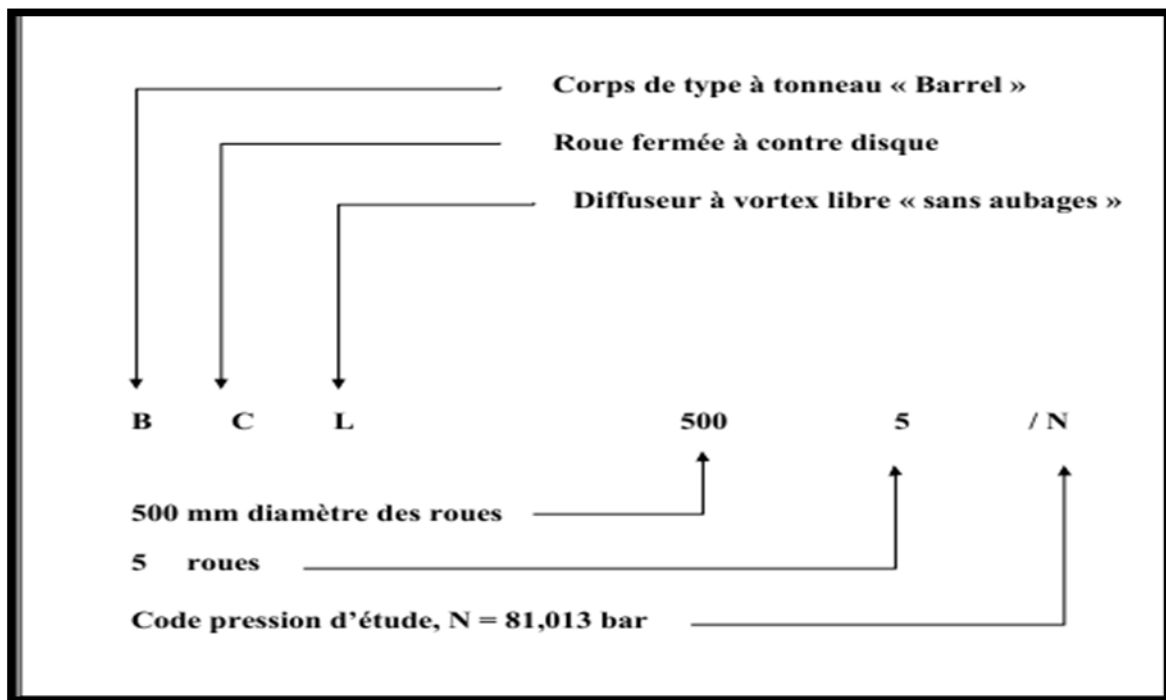 Corps de type à tonneau « Barrel »
Roue fermée à contre disque
Diffuseur à vortex libre « sans aubages »
B C L 500 5 / N
500 mm diamètre des roues
5 roues
Code pression d'étude, N = 81,013 bar